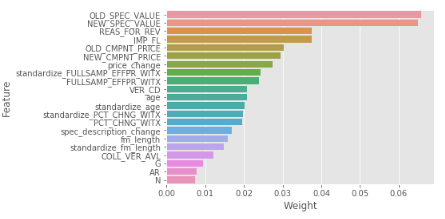 OLD_SPEC_VALUE
NEW_SPEC_VALUE
REAS_FOR_REV
IMP_FL
OLD_CMPNT_PRICE
NEW_CMPNT_PRICE
price_change
standardize_FULLSAMP_EFFPR_WITX
FULLSAMP_EFFPR_WITX
VER_CD
age
standardize_age
standardize_PCT_CHNG_WITX
PCT_CHNG_WITX
spec_description_change
fm_length
standardize_fm_length
COLL_VER_AVL
G
AR
N
Feature
0.00 0.01 0.02 0.03 0.04 0.05 0.06
Weight